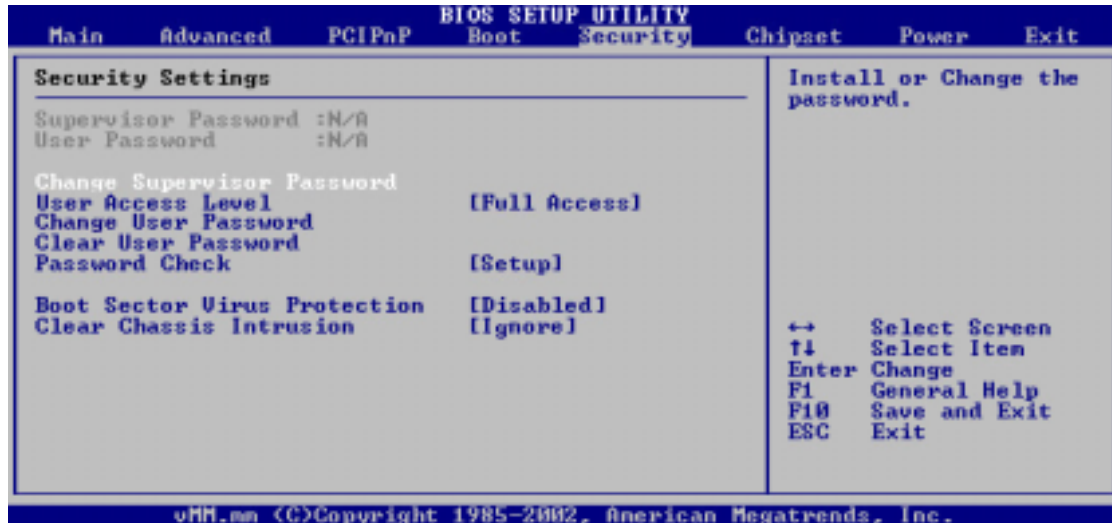 BIOS SETUP UTILITY
Main Advanced PCIPnP Boot Security Chipset Power Exit
Security Settings
Supervisor Password :N/A
User Password :N/A
Change Supervisor Password
User Access Level [Full Access]
Change User Password
Clear User Password
Password Check [Setup]
Boot Sector Virus Protection [Disabled]
Clear Chassis Intrusion [Ignore]
Install or Change the
password.
↔ Select Screen
↑↓ Select Item
Enter Change
F1 General Help
F10 Save and Exit
ESC Exit
vMM.mm (C)Copyright 1985-2002, American Megatrends, Inc.